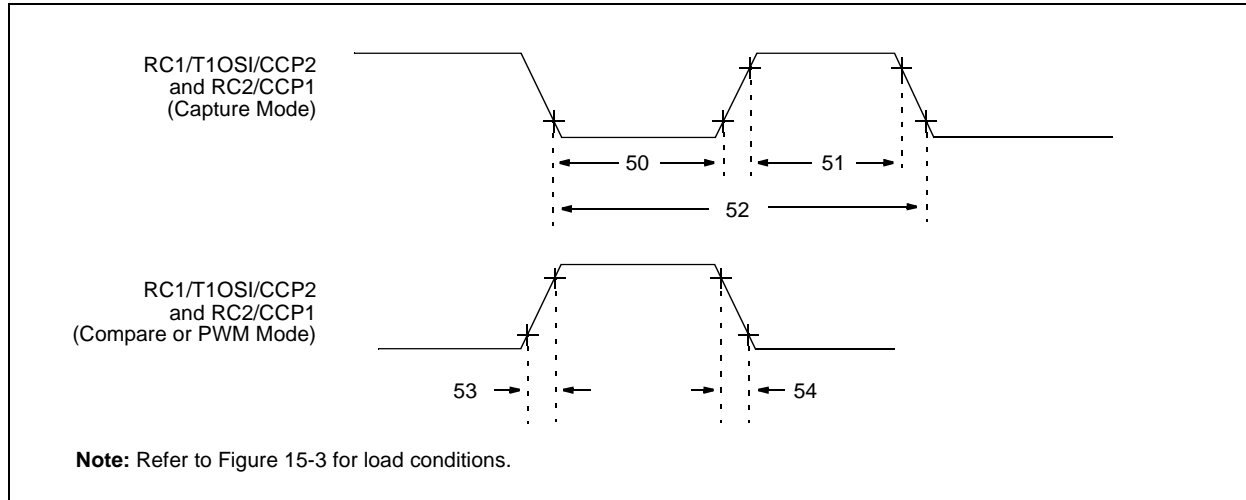 RC1/T1OSI/CCP2
and RC2/CCP1
(Capture Mode)
50
51
52
RC1/T1OSI/CCP2
and RC2/CCP1
(Compare or PWM Mode)
53
54
Note: Refer to Figure 15-3 for load conditions.